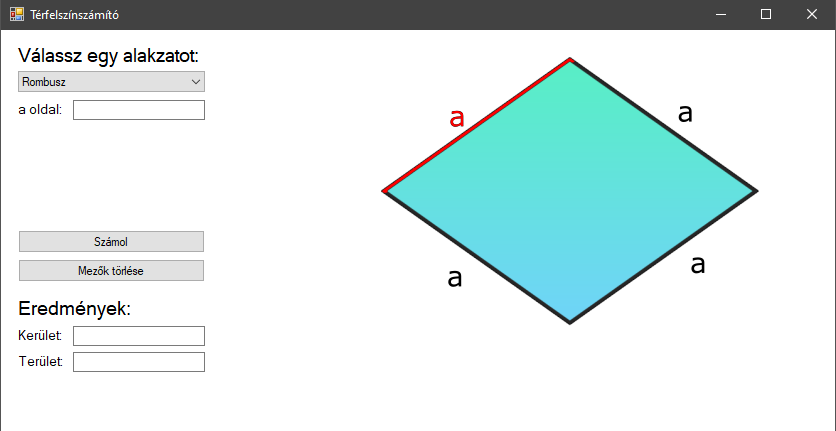 Térfelszínszámító
Válassz egy alakzatot:
Rombusz
a oldal:
Számol
Mezők törlése
Eredmények:
Kerület:
Terület:
a
a
a
a